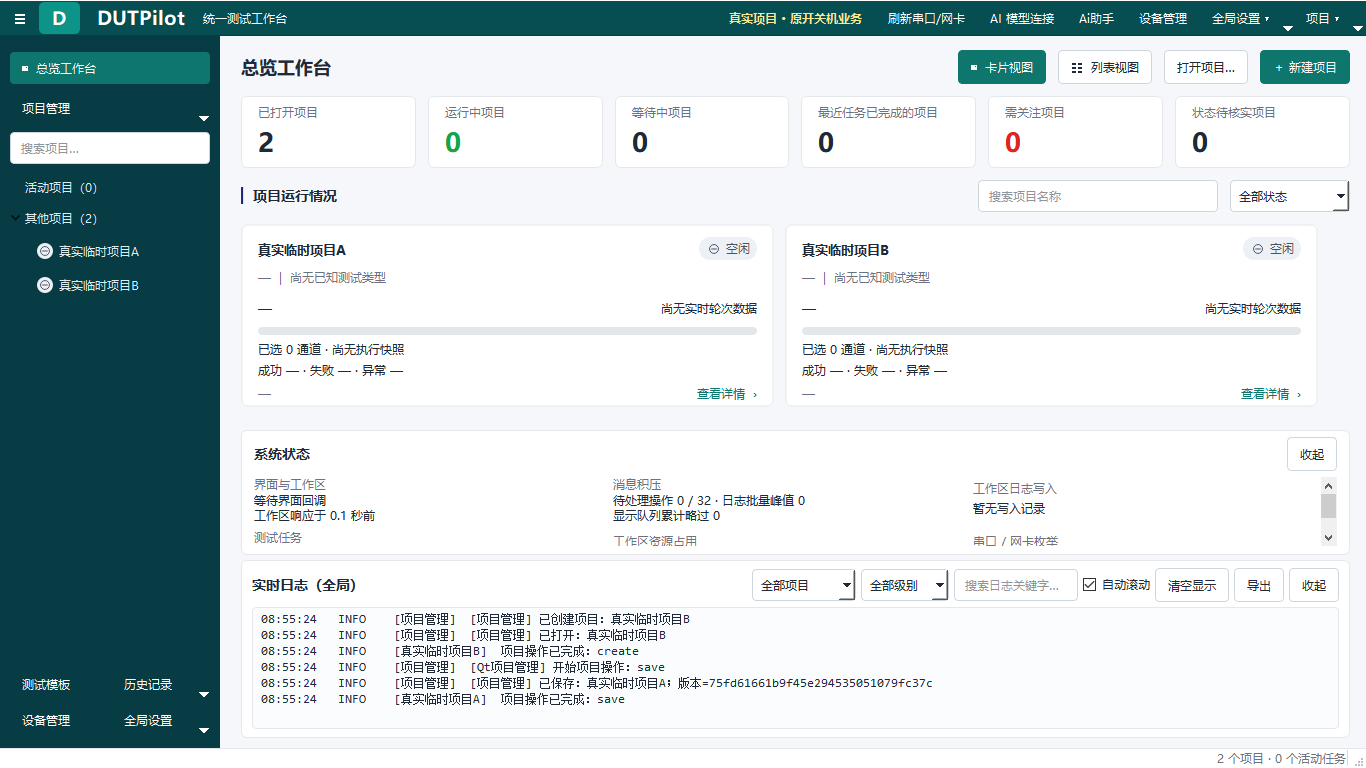 ☰ D DUTPilot 统一测试工作台 真实项目·原开关机业务 刷新串口/网卡 AI 模型连接 Ai助手 设备管理 全局设置 项目
总览工作台
项目管理
搜索项目...
活动项目 (0)
其他项目 (2)
真实临时项目A
真实临时项目B
测试模板 历史记录
设备管理 全局设置
总览工作台 卡片视图 列表视图 打开项目... + 新建项目
已打开项目 运行中项目 等待中项目 最近任务已完成的项目 需关注项目 状态待核实项目
2 0 0 0 0 0
项目运行情况 搜索项目名称 全部状态
真实临时项目A 空闲
— | 尚无已知测试类型
— 尚无实时轮次数据
已选 0 通道 · 尚无执行快照
成功 — · 失败 — · 异常 —
— 查看详情 ›
真实临时项目B 空闲
— | 尚无已知测试类型
— 尚无实时轮次数据
已选 0 通道 · 尚无执行快照
成功 — · 失败 — · 异常 —
— 查看详情 ›
系统状态 收起
界面与工作区
等待界面回调
工作区响应于 0.1 秒前
测试任务
消息积压
待处理操作 0 / 32 · 日志批量峰值 0
显示队列累计略过 0
工作区资源占用
工作区日志写入
暂无写入记录
串口 / 网卡枚举
实时日志（全局） 全部项目 全部级别 搜索日志关键字... 自动滚动 清空显示 导出 收起
08:55:24 INFO [项目管理] [项目管理] 已创建项目: 真实临时项目B
08:55:24 INFO [项目管理] [项目管理] 已打开: 真实临时项目B
08:55:24 INFO [真实临时项目B] 项目操作已完成: create
08:55:24 INFO [项目管理] [Qt项目管理] 开始项目操作: save
08:55:24 INFO [项目管理] [项目管理] 已保存: 真实临时项目A; 版本=75fd61661b9f45e294535051079fc37c
08:55:24 INFO [真实临时项目A] 项目操作已完成: save
2 个项目 · 0 个活动任务